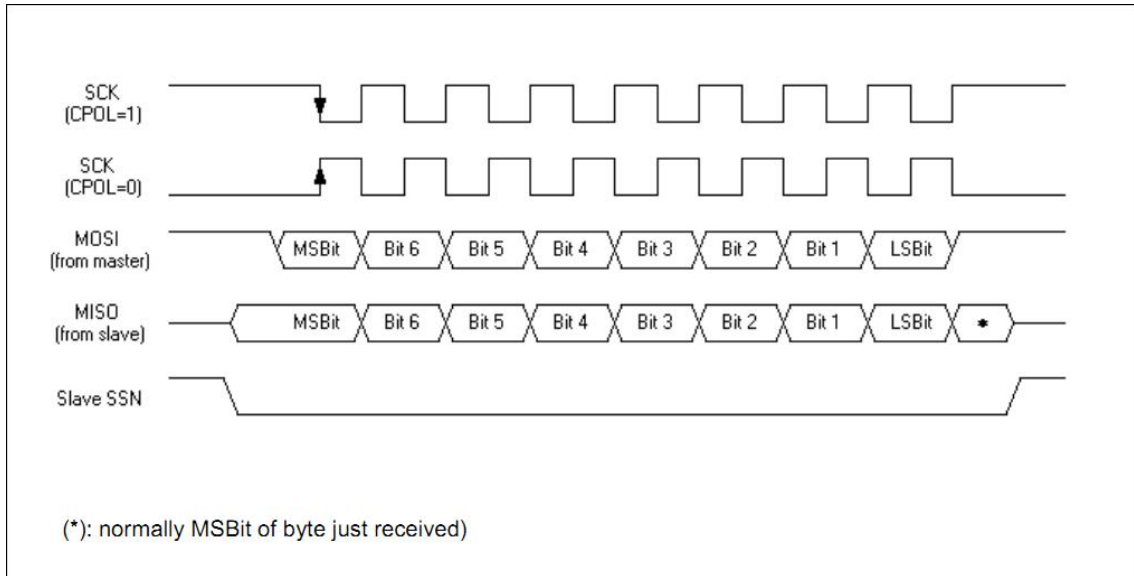 SCK
(CPOL=1)
SCK
(CPOL=0)
MOSI
(from master)
MSBit Bit 6 Bit 5 Bit 4 Bit 3 Bit 2 Bit 1 LSBit
MISO
(from slave)
MSBit Bit 6 Bit 5 Bit 4 Bit 3 Bit 2 Bit 1 LSBit *
Slave SSN
(*): normally MSBit of byte just received)